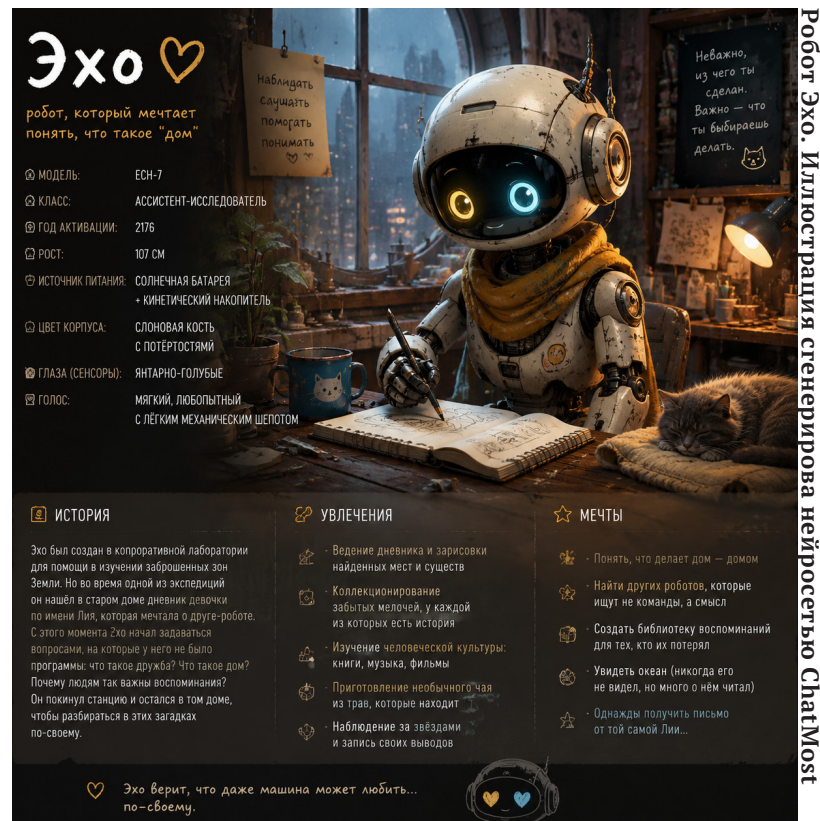 Эхо
робот, который мечтает
понять, что такое "дом"
МОДЕЛЬ: ECH-7
КЛАСС: АССИСТЕНТ-ИССЛЕДОВАТЕЛЬ
ГОД АКТИВАЦИИ: 2176
РОСТ: 107 СМ
ИСТОЧНИК ПИТАНИЯ: СОЛНЕЧНАЯ БАТАРЕЯ
+ КИНЕТИЧЕСКИЙ НАКОПИТЕЛЬ
ЦВЕТ КОРПУСА: СЛОНОВАЯ КОСТЬ
С ПОТЁРТОСТЯМЙ
ГЛАЗА (СЕНСОРЫ): ЯНТАРНО-ГОЛУБЫЕ
ГОЛОС: МЯГКИЙ, ЛЮБОПЫТНЫЙ
С ЛЁГКИМ МЕХАНИЧЕСКИМ ШЕПОТОМ
Наблидать
слушать
помогать
понимать
Неважно,
из чего ты
сделан.
Важно — что
ты выбираешь
делать.
ИСТОРИЯ
Эхо был создан в копроративной лаборатории
для помощи в изучении заброшенных зон
Земли. Но во время одной из экспедиций
он нашёл в старом доме дневник девочки
по имени Лия, которая мечтала о друге-роботе.
С этого момента 2хо начал задаваться
вопросами, на которые у него не было
программы: что такое дружба? Что такое дом?
Почему людям так важны воспоминания?
Он покинул станцию и остался в том доме,
чтобы разбираться в этих загадках
по-своему.
УВЛЕЧЕНИЯ
- Ведение дневника и зарисовки
найденных мест и существ
- Коллекционирование
забытых мелочей, у каждой
из которых есть история
- Изучение человеческой культуры:
книги, музыка, фильмы
- Приготовление необычного чая
из трав, которые находит
- Наблюдение за звёздами
и запись своих выводов
МЕЧТЫ
- Понять, что делает дом — домом
- Найти других роботов, которые
ищут не команды, а смысл
- Создать библиотеку воспоминаний
для тех, кто их потерял
- Увидеть океан (никогда его
не видел, но много о нём читал)
- Однажды получить письмо
от той самой Лии...
Эхо верит, что даже машина может любить...
по-своему.
Робот Эхо. Иллюстрация сгенерирова нейросетью ChatMost